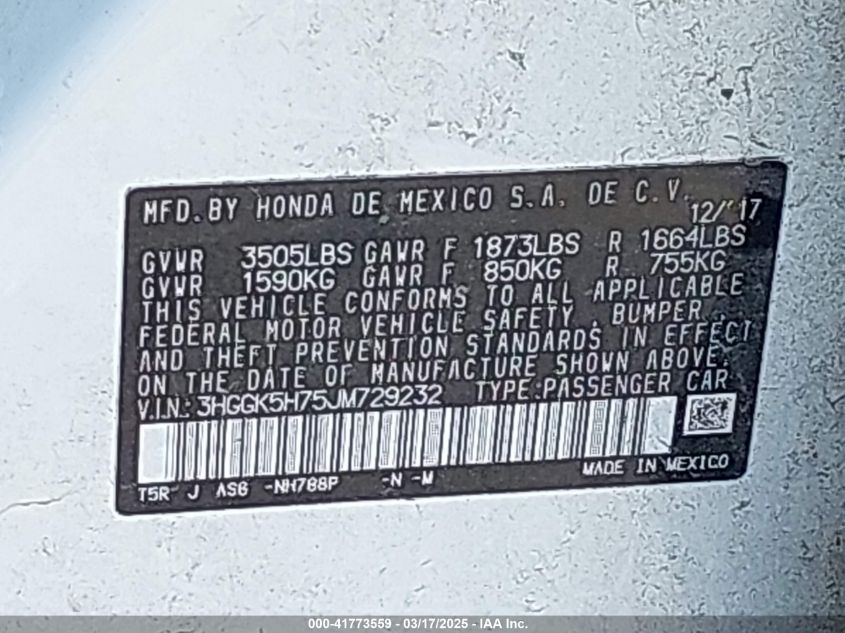 MFD. BY HONDA DE MEXICO S.A. DE C.V.
12/'17
GVWR 3505LBS GAWR F 1873LBS R 1664LBS
GVWR 1590KG GAWR F 850KG R 755KG
THIS VEHICLE CONFORMS TO ALL APPLICABLE
FEDERAL MOTOR VEHICLE SAFETY, BUMPER,
AND THEFT PREVENTION STANDARDS IN EFFECT
ON THE DATE OF MANUFACTURE SHOWN ABOVE.
V.I.N.: 3HGGK5H75JM729232 TYPE:PASSENGER CAR
T5R J AS6 -NH788P -N -M MADE IN MEXICO
000-41773559 - 03/17/2025 - IAA Inc.